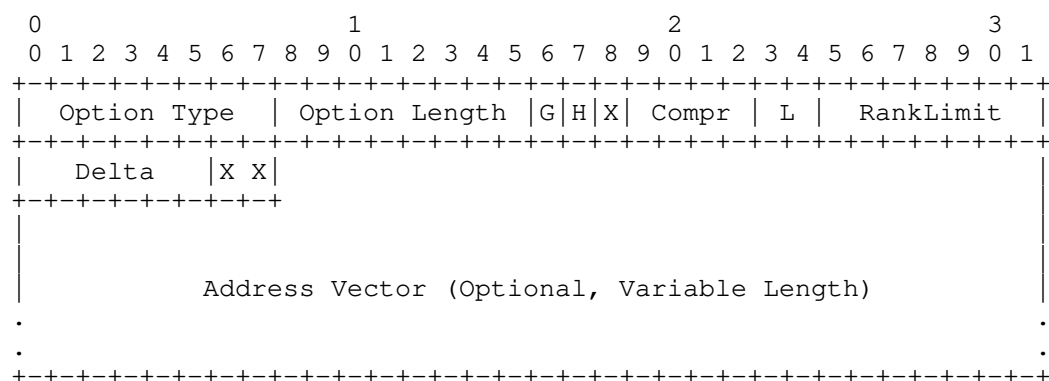 0                   1                   2                   3
 0 1 2 3 4 5 6 7 8 9 0 1 2 3 4 5 6 7 8 9 0 1 2 3 4 5 6 7 8 9 0 1
+-+-+-+-+-+-+-+-+-+-+-+-+-+-+-+-+-+-+-+-+-+-+-+-+-+-+-+-+-+-+-+-+
|  Option Type  | Option Length |G|H|X| Compr | L |  RankLimit  |
+-+-+-+-+-+-+-+-+-+-+-+-+-+-+-+-+-+-+-+-+-+-+-+-+-+-+-+-+-+-+-+-+
|   Delta   |X X|                                               |
+-+-+-+-+-+-+-+-+                                               |
|                                                               |
|                                                               |
|           Address Vector (Optional, Variable Length)          |
.                                                               .
.                                                               .
+-+-+-+-+-+-+-+-+-+-+-+-+-+-+-+-+-+-+-+-+-+-+-+-+-+-+-+-+-+-+-+-+